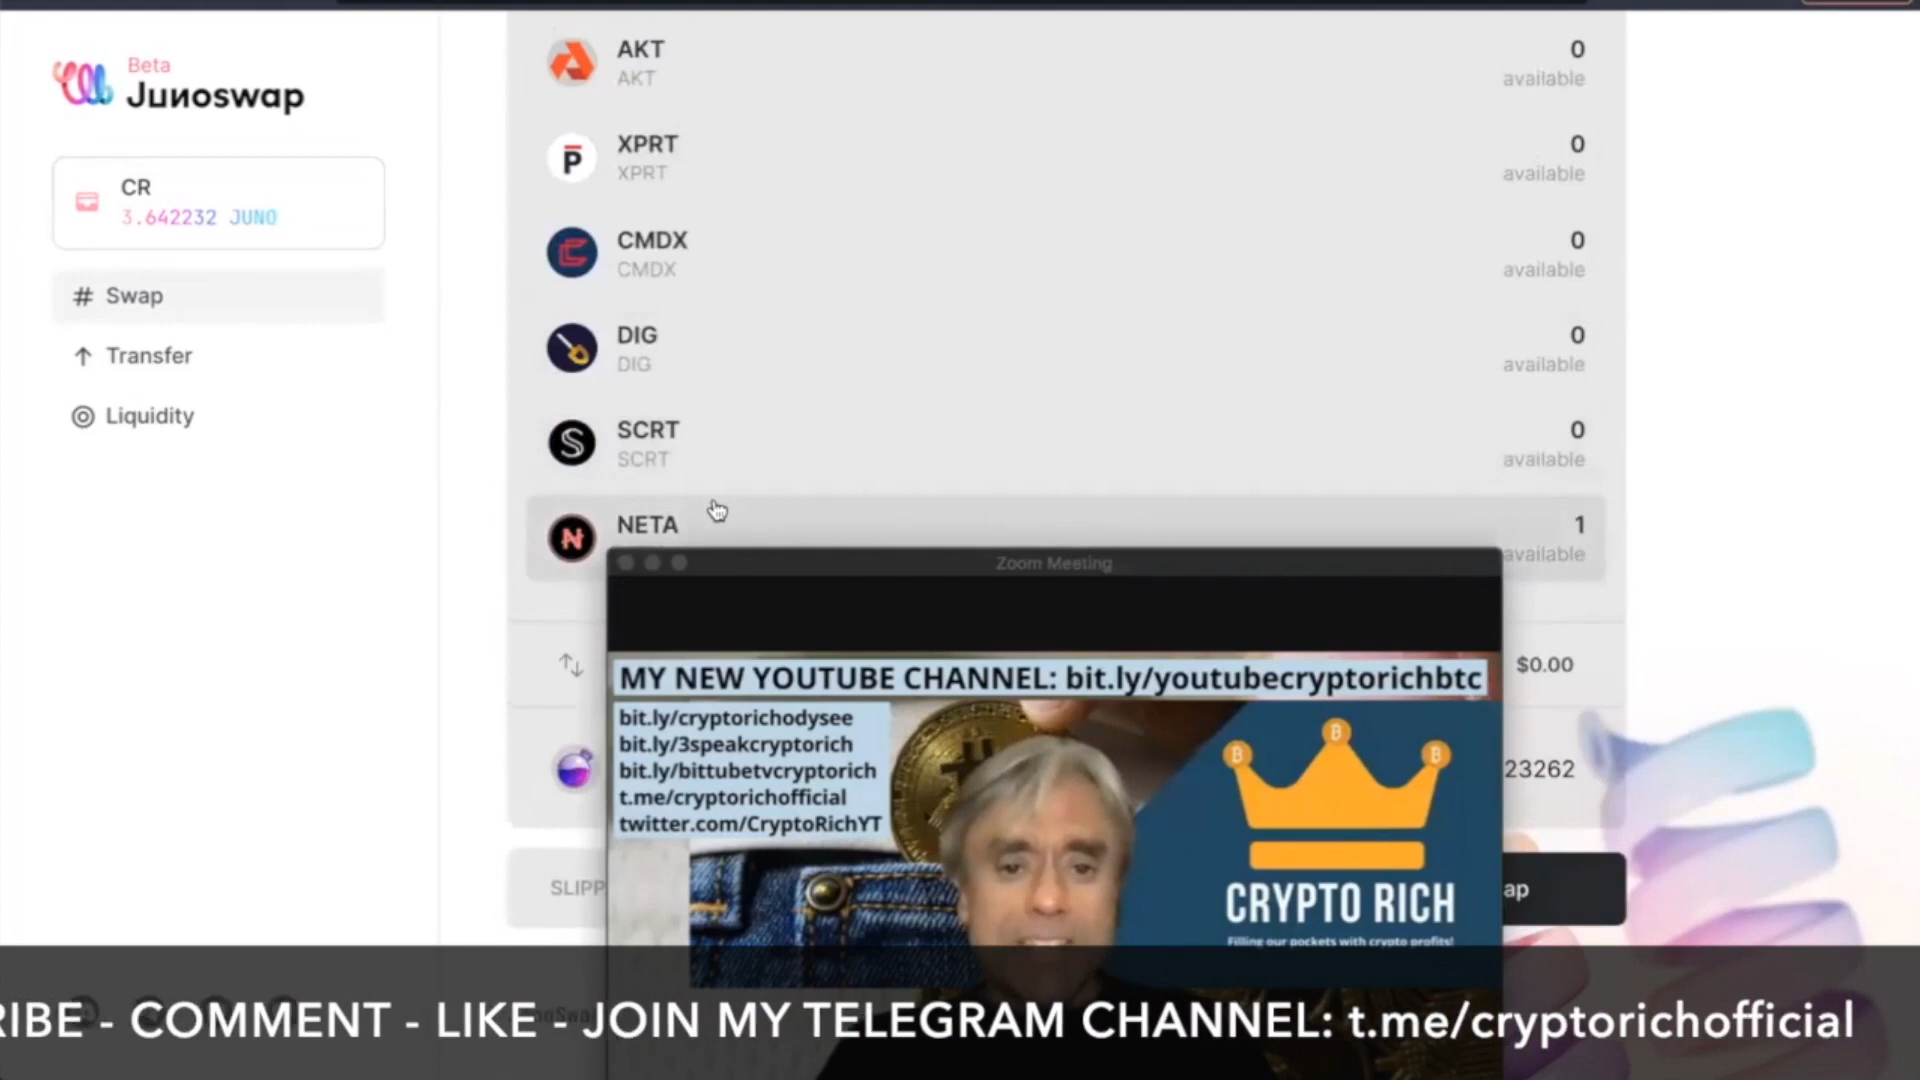 Beta
Junoswap
CR
3.642232 JUNO
Swap
Transfer
Liquidity
AKT
AKT
0
available
XPRT
XPRT
0
available
CMDX
CMDX
0
available
DIG
DIG
0
available
SCRT
SCRT
0
available
NETA
1
available
Zoom Meeting
$0.00
23262
SLIPP
ap
MY NEW YOUTUBE CHANNEL: bit.ly/youtubecryptorichbtc
bit.ly/cryptorichodysee
bit.ly/3speakcryptorich
bit.ly/bittubetvcryptorich
t.me/cryptorichofficial
twitter.com/CryptoRichYT
CRYPTO RICH
Filling our pockets with crypto profits!
RIBE - COMMENT - LIKE - JOIN MY TELEGRAM CHANNEL: t.me/cryptorichofficial